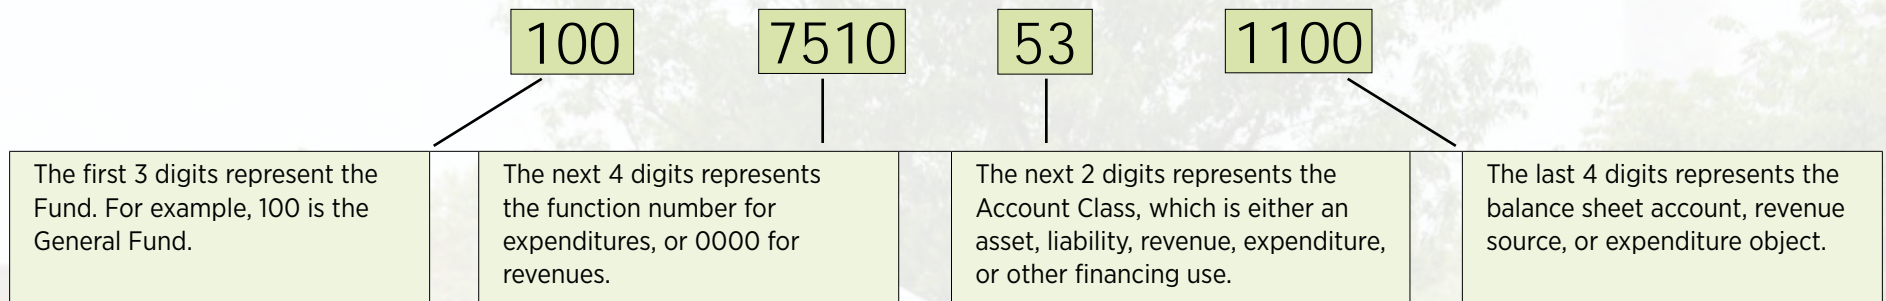 100
7510
53
1100
The first 3 digits represent the
Fund. For example, 100 is the
General Fund.
The next 4 digits represents
the function number for
expenditures, or 0000 for
revenues.
The next 2 digits represents the
Account Class, which is either an
asset, liability, revenue, expenditure,
or other financing use.
The last 4 digits represents the
balance sheet account, revenue
source, or expenditure object.